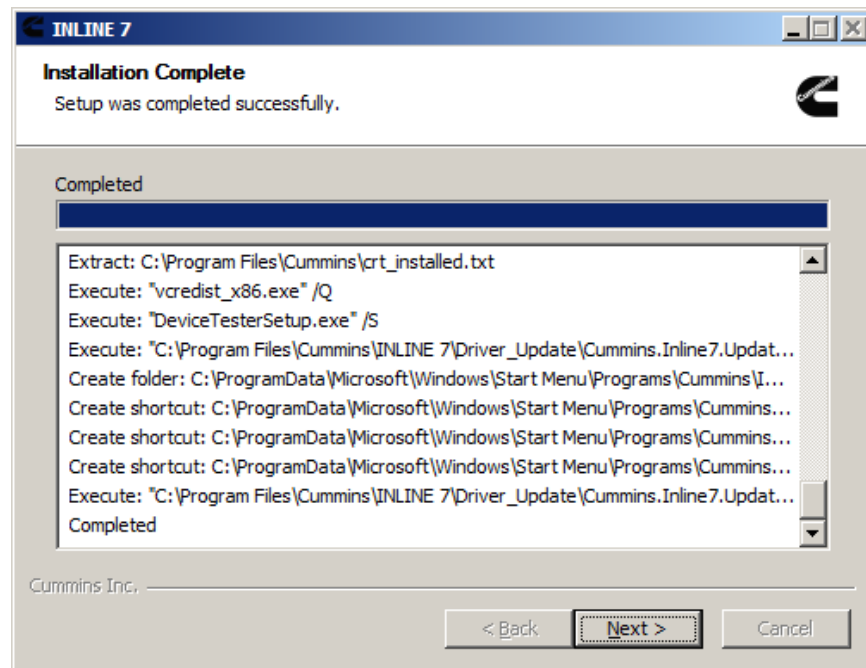 INLINE 7
Installation Complete
Setup was completed successfully.
Cummins
Completed
Extract: C:\Program Files\Cummins\crt_installed.txt
Execute: "vcredist_x86.exe" /Q
Execute: "DeviceTesterSetup.exe" /S
Execute: "C:\Program Files\Cummins\INLINE 7\Driver_Update\Cummins.Inline7.Updat...
Create folder: C:\ProgramData\Microsoft\Windows\Start Menu\Programs\Cummins\I...
Create shortcut: C:\ProgramData\Microsoft\Windows\Start Menu\Programs\Cummins...
Create shortcut: C:\ProgramData\Microsoft\Windows\Start Menu\Programs\Cummins...
Create shortcut: C:\ProgramData\Microsoft\Windows\Start Menu\Programs\Cummins...
Execute: "C:\Program Files\Cummins\INLINE 7\Driver_Update\Cummins.Inline7.Updat...
Completed
Cummins Inc.
< Back Next > Cancel